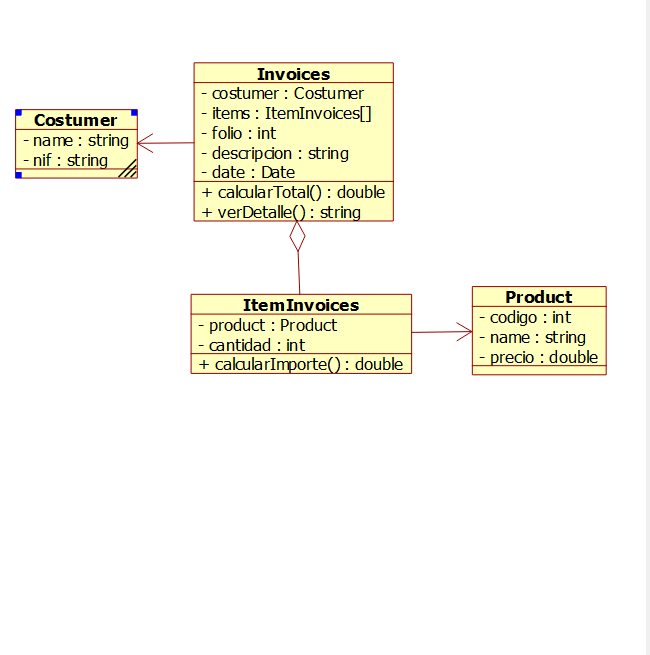 Invoices
- costumer : Costumer
- items : ItemInvoices[]
- folio : int
- descripcion : string
- date : Date
+ calcularTotal() : double
+ verDetalle() : string
Costumer
- name : string
- nif : string
ItemInvoices
- product : Product
- cantidad : int
+ calcularImporte() : double
Product
- codigo : int
- name : string
- precio : double